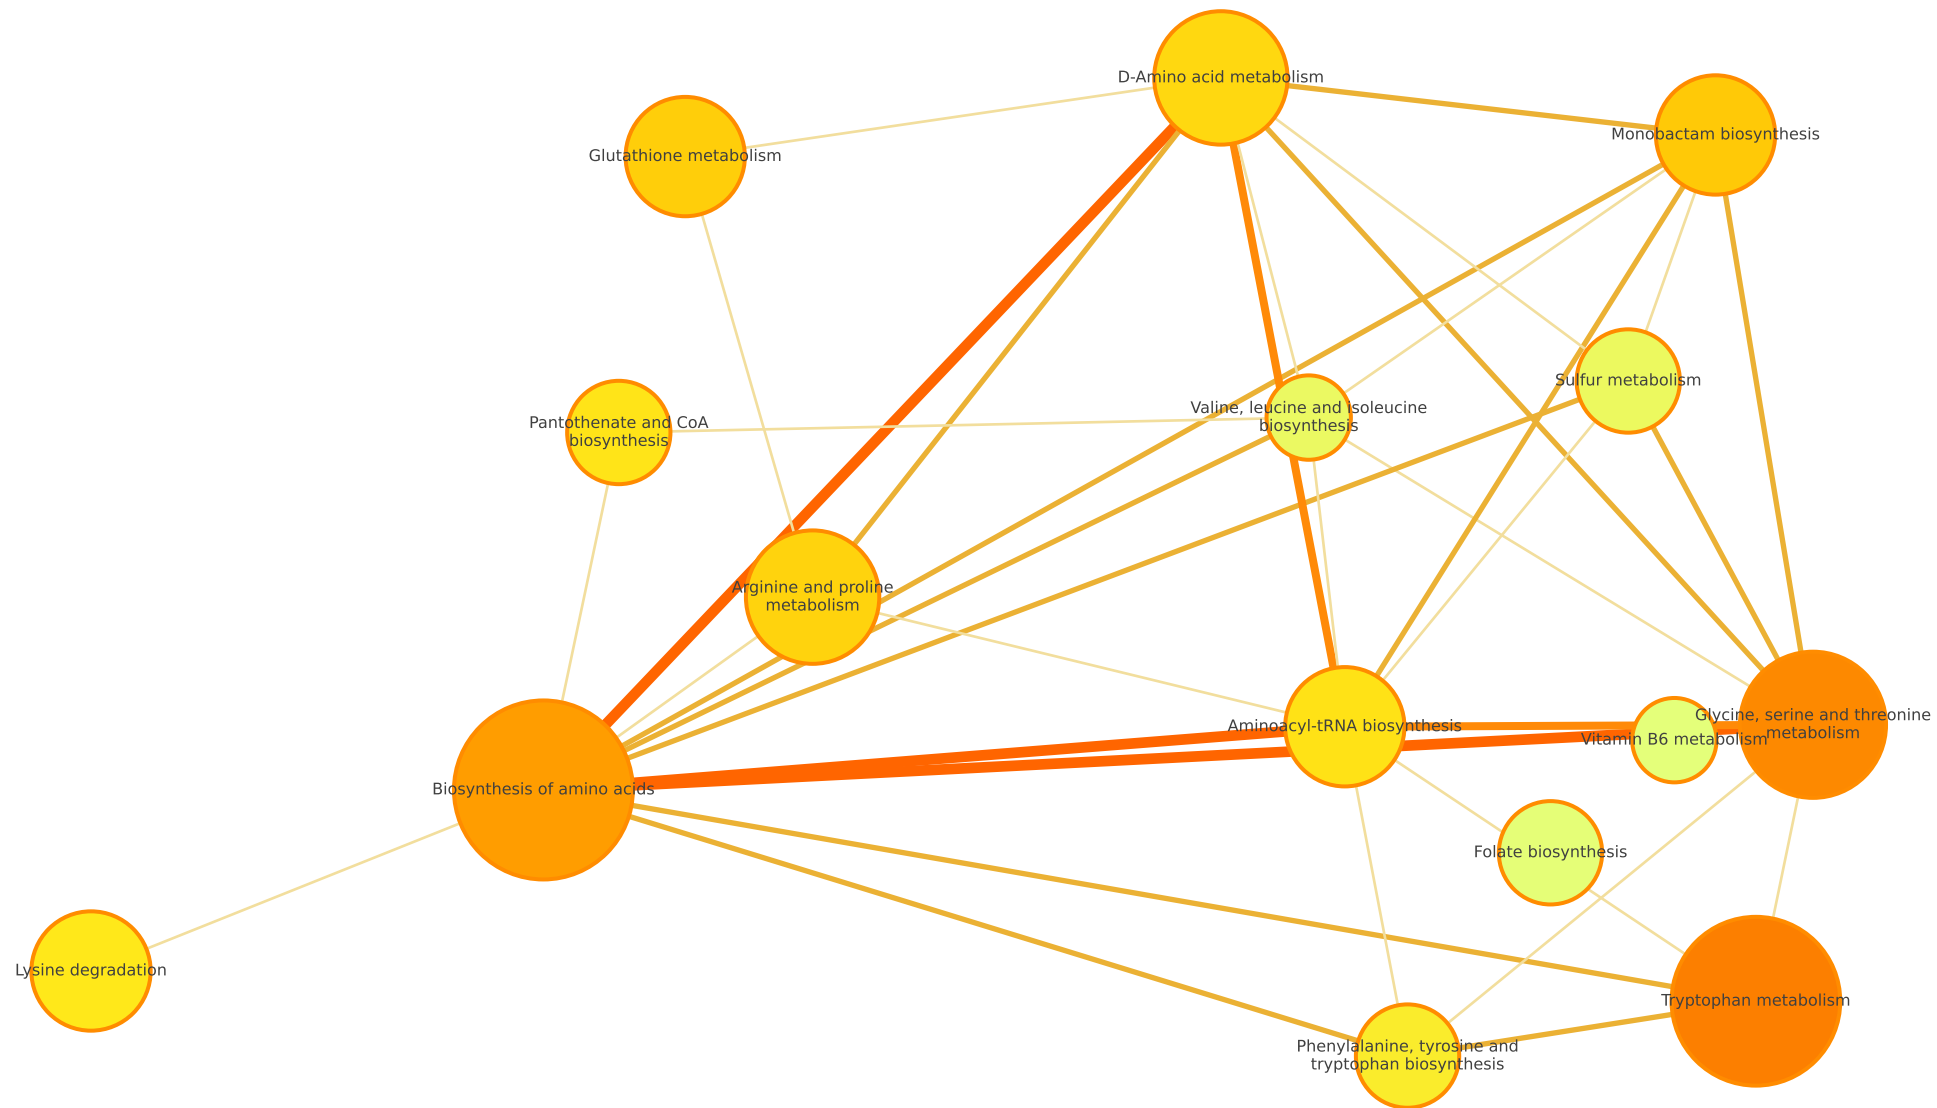 D-Amino acid metabolism
Monobactam biosynthesis
Glutathione metabolism
Sulfur metabolism
Valine, leucine and isoleucine
biosynthesis
Pantothenate and CoA
biosynthesis
Arginine and proline
metabolism
Glycine, serine and threonine
metabolism
Aminoacyl-tRNA biosynthesis
Vitamin B6 metabolism
Biosynthesis of amino acids
Folate biosynthesis
Lysine degradation
Tryptophan metabolism
Phenylalanine, tyrosine and
tryptophan biosynthesis